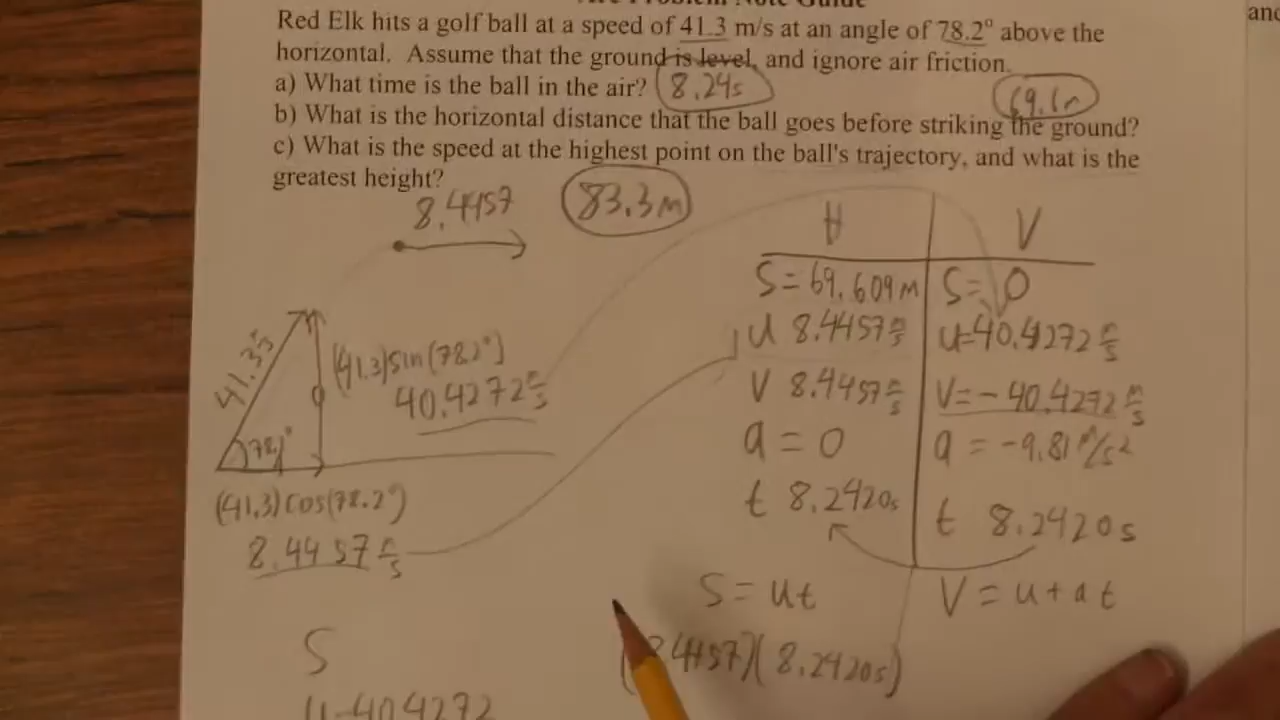 Red Elk hits a golf ball at a speed of 41.3 m/s at an angle of 78.2° above the
horizontal. Assume that the ground is level, and ignore air friction.
a) What time is the ball in the air? 8.24s
69.6m
b) What is the horizontal distance that the ball goes before striking the ground?
c) What is the speed at the highest point on the ball's trajectory, and what is the
greatest height?
8.4457 83.3m
H V
S = 69.609m S = 0
u 8.4457 m/s u = 40.4272 m/s
V 8.4457 m/s V = - 40.4272 m/s
a = 0 a = -9.81 m/s²
t 8.2420s t 8.2420s
S = ut V = u + at
4457)(8.2420s)
41.3
(41.3)sin(78.2°)
40.4272 m/s
(41.3)cos(78.2°)
8.4457 m/s
S
u 40.4272